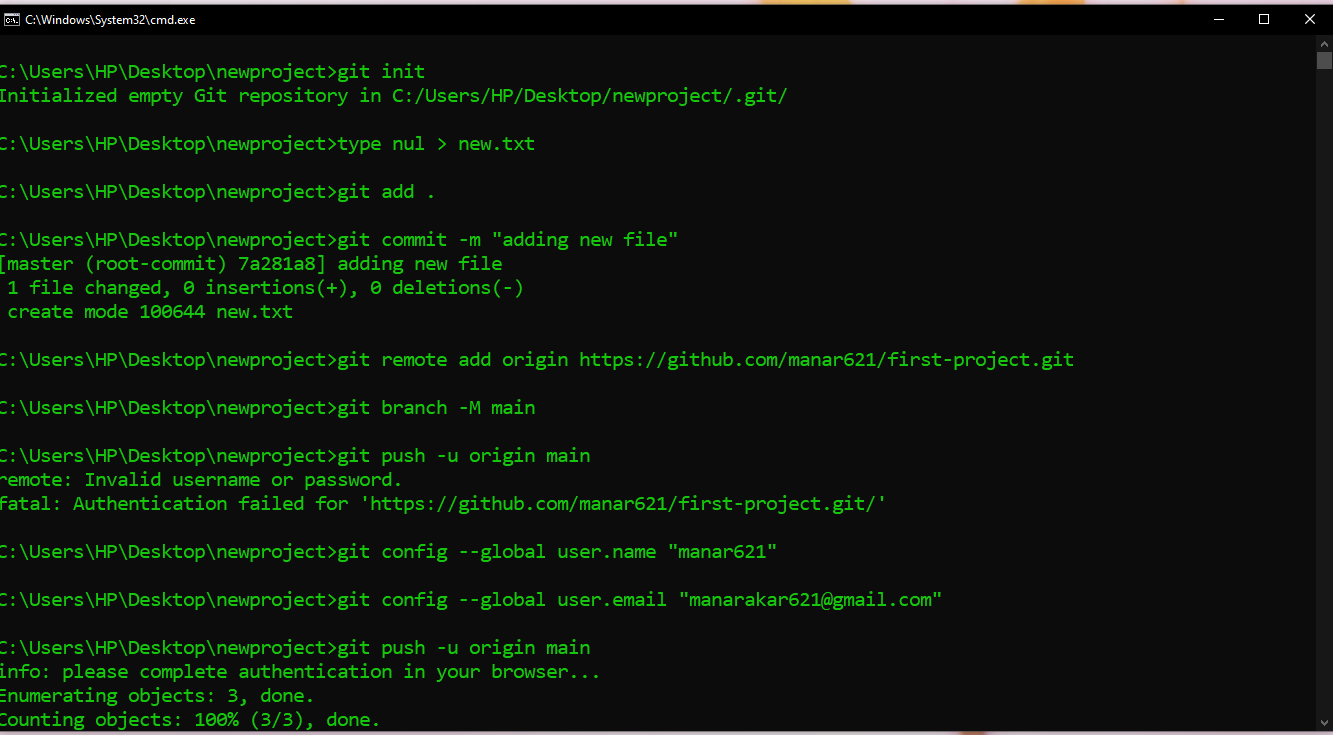 C:\Windows\System32\cmd.exe
C:\Users\HP\Desktop\newproject>git init
Initialized empty Git repository in C:/Users/HP/Desktop/newproject/.git/
C:\Users\HP\Desktop\newproject>type nul > new.txt
C:\Users\HP\Desktop\newproject>git add .
C:\Users\HP\Desktop\newproject>git commit -m "adding new file"
[master (root-commit) 7a281a8] adding new file
1 file changed, 0 insertions(+), 0 deletions(-)
create mode 100644 new.txt
C:\Users\HP\Desktop\newproject>git remote add origin https://github.com/manar621/first-project.git
C:\Users\HP\Desktop\newproject>git branch -M main
C:\Users\HP\Desktop\newproject>git push -u origin main
remote: Invalid username or password.
fatal: Authentication failed for 'https://github.com/manar621/first-project.git/'
C:\Users\HP\Desktop\newproject>git config --global user.name "manar621"
C:\Users\HP\Desktop\newproject>git config --global user.email "manarakar621@gmail.com"
C:\Users\HP\Desktop\newproject>git push -u origin main
info: please complete authentication in your browser...
Enumerating objects: 3, done.
Counting objects: 100% (3/3), done.